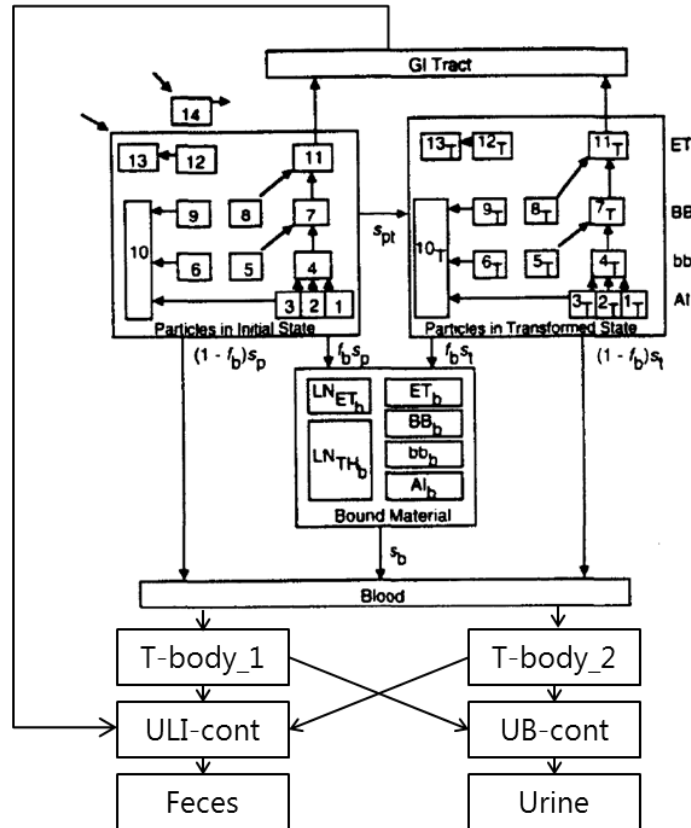 GI Tract
14
13
12
11
9
8
7
10
6
5
4
3 2 1
Particles in Initial State
s_pt
13_T
12_T
11_T
ET
9_T
8_T
7_T
BB
10_T
6_T
5_T
4_T
bb
3_T 2_T 1_T
AI
Particles in Transformed State
(1 - f_b)s_p
f_b s_p
f_b s_t
(1 - f_b)s_t
LN_ET_b
ET_b
BB_b
LN_TH_b
bb_b
AI_b
Bound Material
s_b
Blood
T-body_1
T-body_2
ULI-cont
UB-cont
Feces
Urine